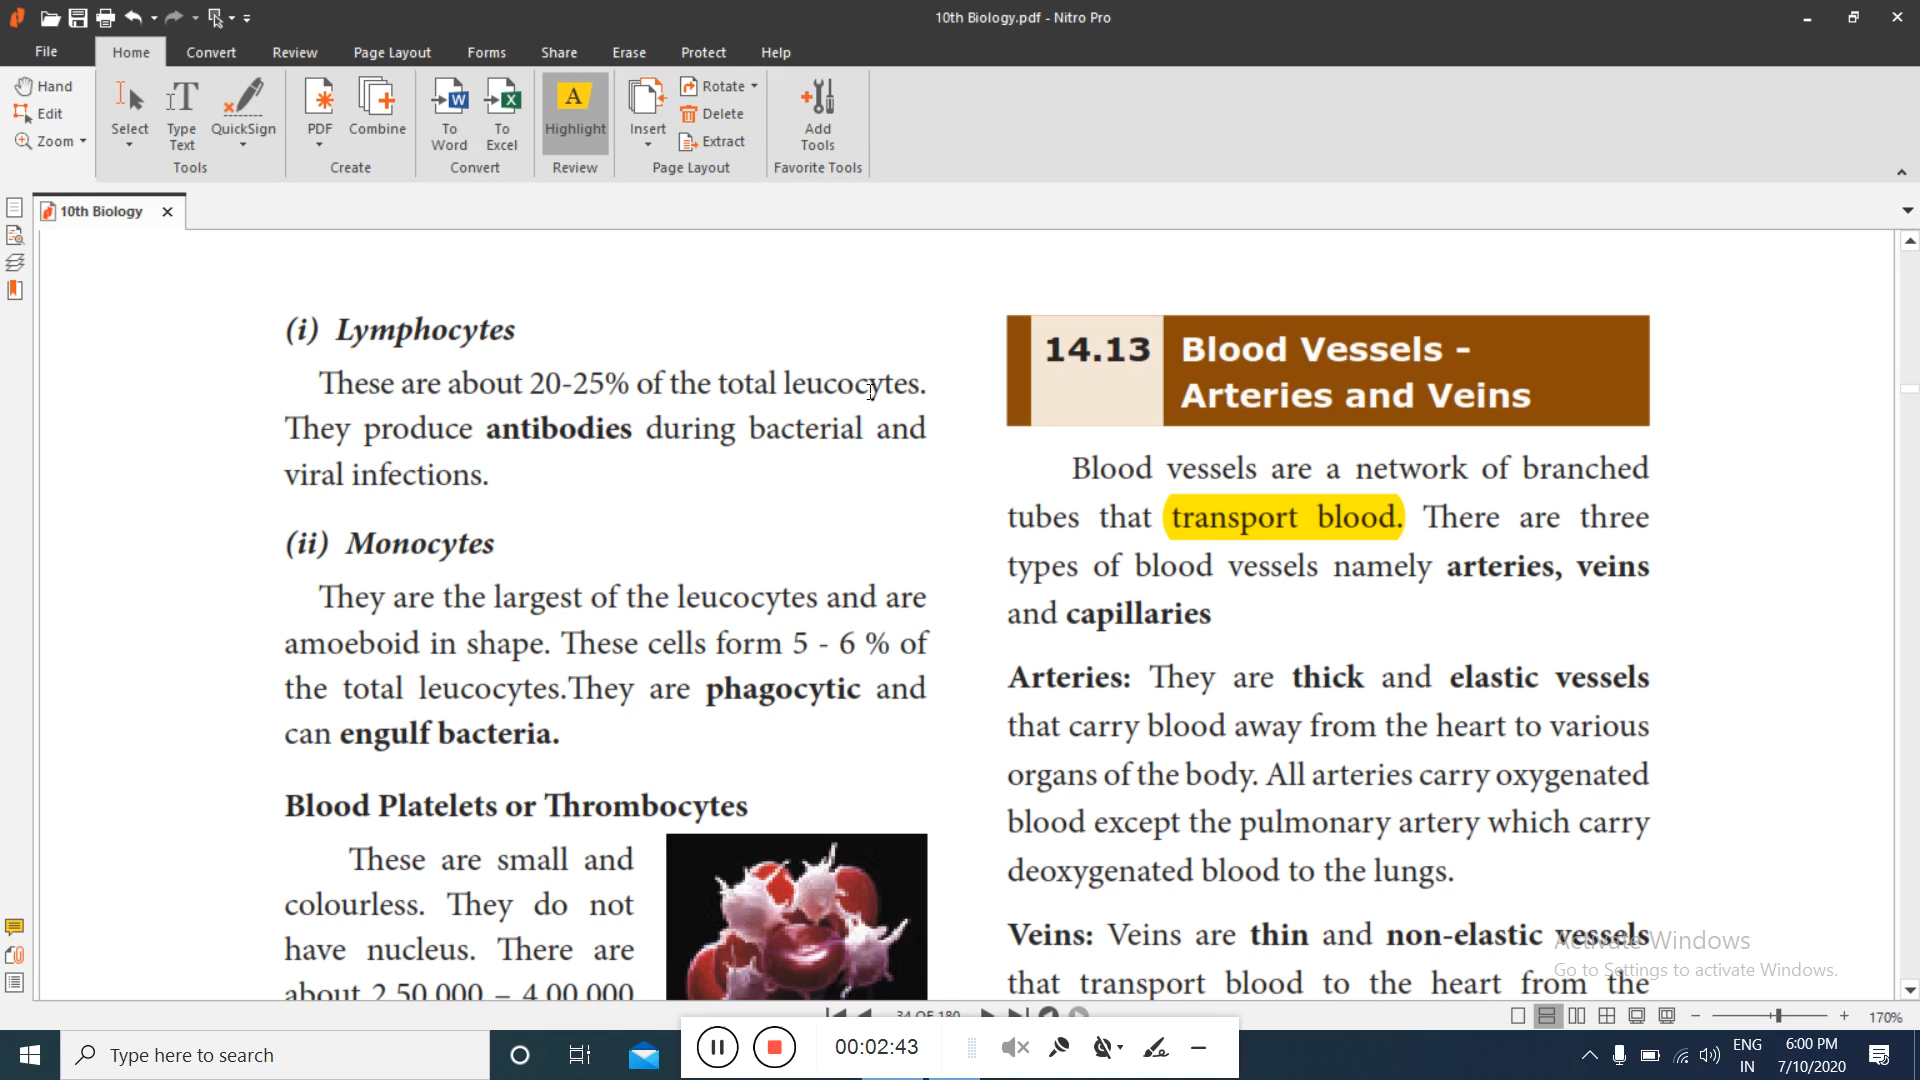 10th Biology.pdf - Nitro Pro
File Home Convert Review Page Layout Forms Share Erase Protect Help
Hand
Edit
Zoom
Select
Type
Text
QuickSign
Tools
PDF
Combine
Create
To
Word
To
Excel
Convert
A
Highlight
Review
Insert
Rotate
Delete
Extract
Page Layout
Add
Tools
Favorite Tools
10th Biology
(i) Lymphocytes
These are about 20-25% of the total leucocytes.
They produce antibodies during bacterial and
viral infections.
(ii) Monocytes
They are the largest of the leucocytes and are
amoeboid in shape. These cells form 5 - 6 % of
the total leucocytes.They are phagocytic and
can engulf bacteria.
Blood Platelets or Thrombocytes
These are small and
colourless. They do not
have nucleus. There are
about 2,50,000 – 4,00,000
14.13 Blood Vessels -
Arteries and Veins
Blood vessels are a network of branched
tubes that transport blood. There are three
types of blood vessels namely arteries, veins
and capillaries
Arteries: They are thick and elastic vessels
that carry blood away from the heart to various
organs of the body. All arteries carry oxygenated
blood except the pulmonary artery which carry
deoxygenated blood to the lungs.
Veins: Veins are thin and non-elastic vessels
that transport blood to the heart from the
Activate Windows
Go to Settings to activate Windows.
34 OF 180
170%
Type here to search
00:02:43
ENG
IN
6:00 PM
7/10/2020